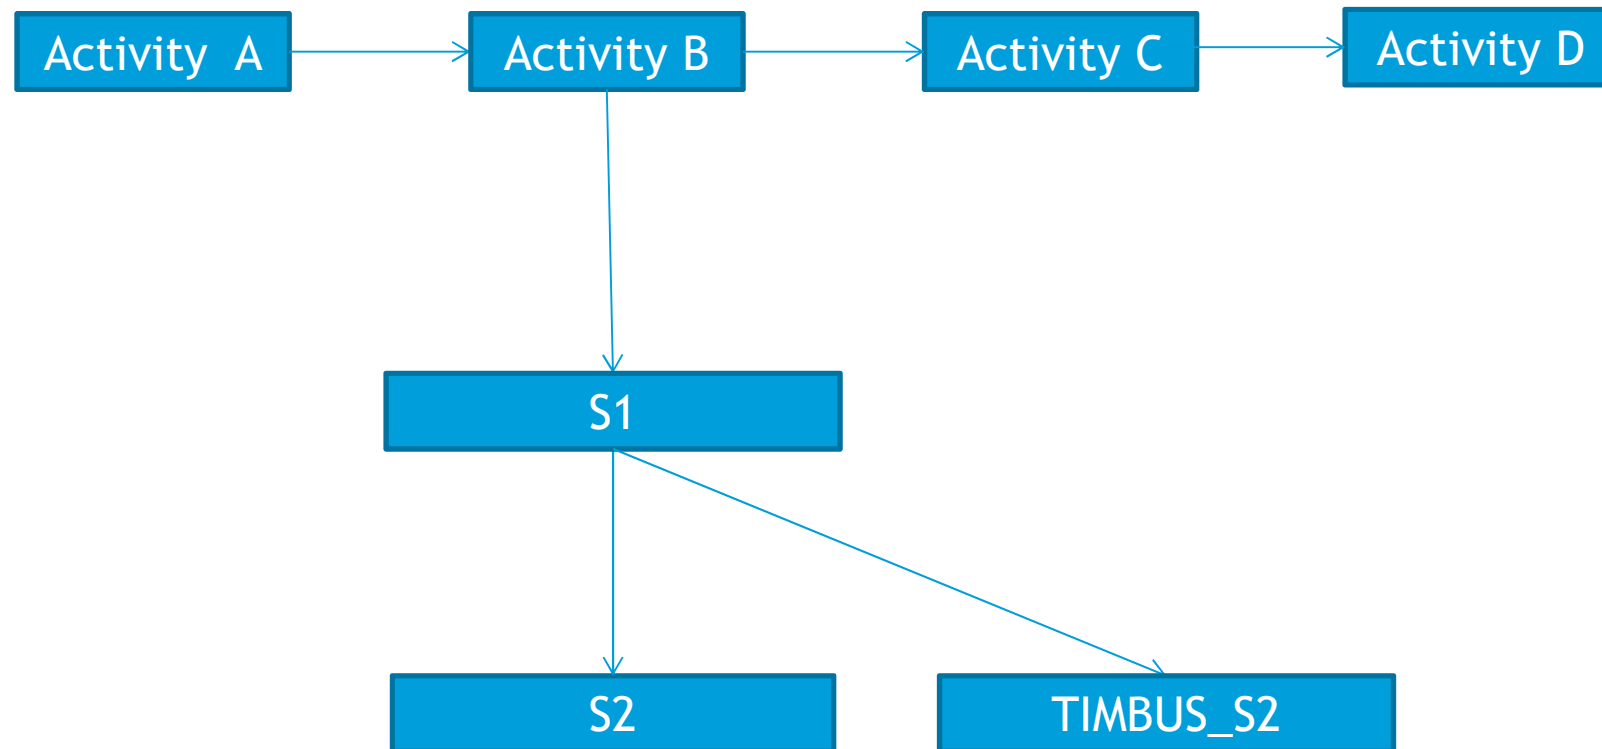 Activity A
Activity B
Activity C
Activity D
S1
S2
TIMBUS_S2